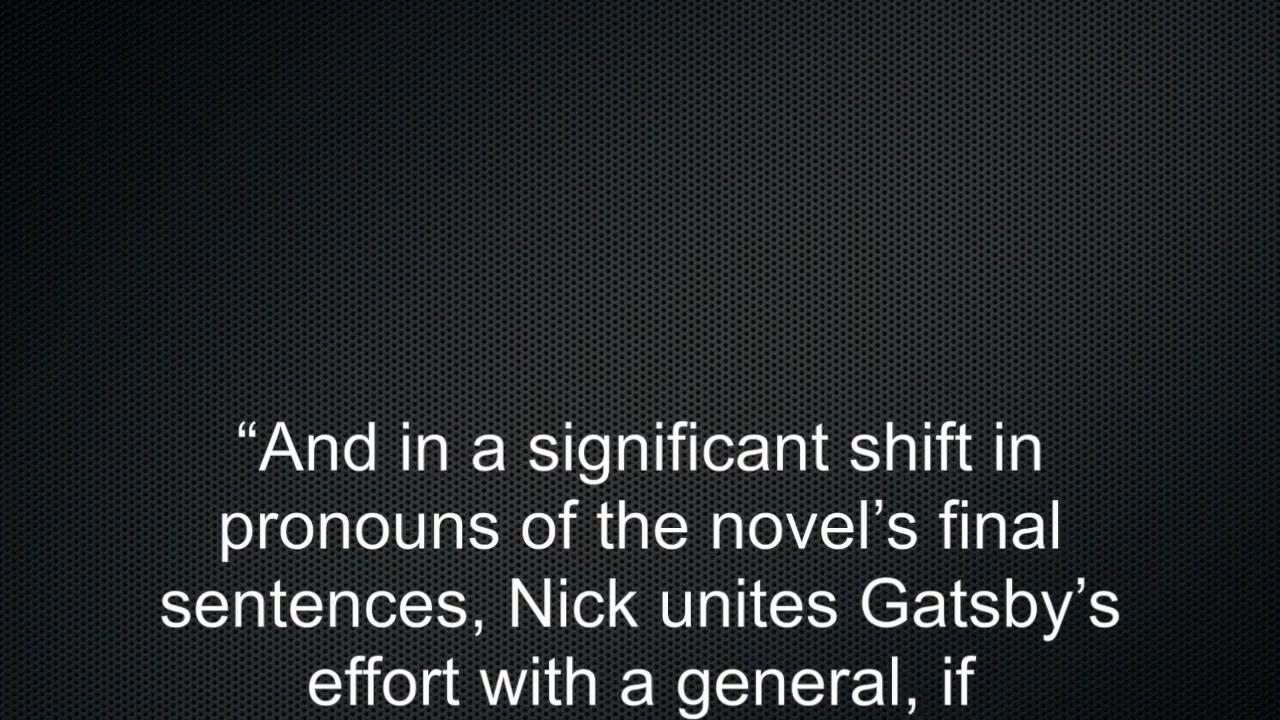 “And in a significant shift in
pronouns of the novel’s final
sentences, Nick unites Gatsby’s
effort with a general, if